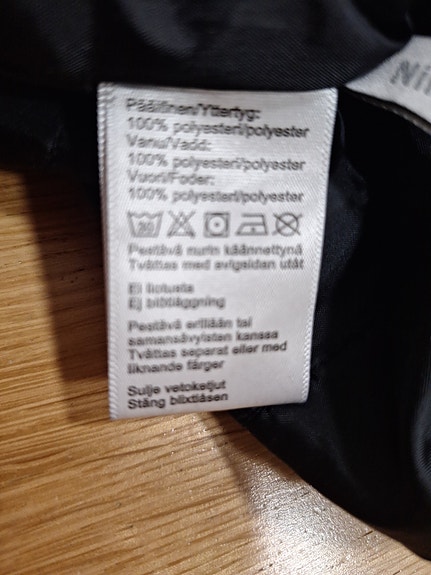 Päällinen/Yttertyg:
100% polyesteri/polyester
Vanu/Vadd:
100% polyesteri/polyester
Vuori/Foder:
100% polyesteri/polyester
Pestävä nurin käännettynä
Tvättas med avigsidan utåt
Ei liotusta
Ej blötläggning
Pestävä erillään tai
samansävyisten kanssa
Tvättas separat eller med
liknande färger
Sulje vetoketjut
Stäng blixtlåsen